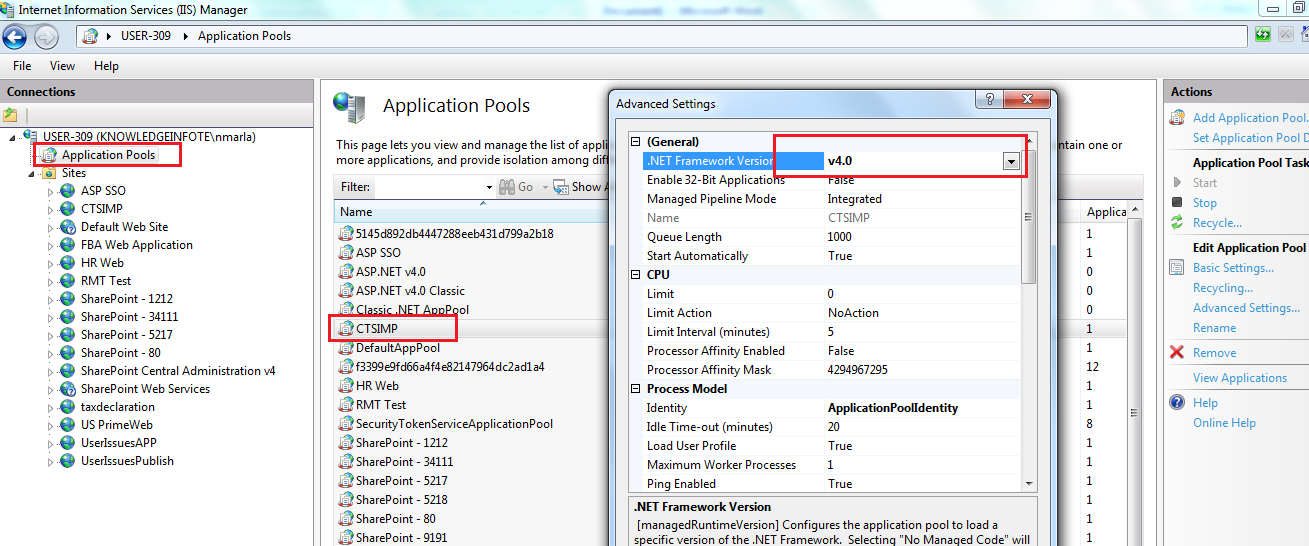 Internet Information Services (IIS) Manager
USER-309 Application Pools
File View Help
Connections
USER-309 (KNOWLEDGEINFOTE\nmarla)
Application Pools
Sites
ASP SSO
CTSIMP
Default Web Site
FBA Web Application
HR Web
RMT Test
SharePoint - 1212
SharePoint - 34111
SharePoint - 5217
SharePoint - 80
SharePoint Central Administration v4
SharePoint Web Services
taxdeclaration
US PrimeWeb
UserIssuesAPP
UserIssuesPublish
Application Pools
This page lets you view and manage the list of appli
more applications, and provide isolation among diff
ntain one or
Filter: Go Show A
Name
Applica
5145d892db4447288eeb431d799a2b18 1
ASP SSO 1
ASP.NET v4.0 0
ASP.NET v4.0 Classic 0
Classic .NET AppPool 0
CTSIMP 1
DefaultAppPool 1
f3399e9fd66a4f4e82147964dc2ad1a4 12
HR Web 1
RMT Test 1
SecurityTokenServiceApplicationPool 8
SharePoint - 1212 1
SharePoint - 34111 1
SharePoint - 5217 1
SharePoint - 5218 1
SharePoint - 80 1
SharePoint - 9191 1
Advanced Settings
(General)
.NET Framework Version v4.0
Enable 32-Bit Applications False
Managed Pipeline Mode Integrated
Name CTSIMP
Queue Length 1000
Start Automatically True
CPU
Limit 0
Limit Action NoAction
Limit Interval (minutes) 5
Processor Affinity Enabled False
Processor Affinity Mask 4294967295
Process Model
Identity ApplicationPoolIdentity
Idle Time-out (minutes) 20
Load User Profile True
Maximum Worker Processes 1
Ping Enabled True
.NET Framework Version
[managedRuntimeVersion] Configures the application pool to load a
specific version of the .NET Framework. Selecting "No Managed Code" will
Actions
Add Application Pool.
Set Application Pool D
Application Pool Task
Start
Stop
Recycle...
Edit Application Pool
Basic Settings...
Recycling...
Advanced Settings...
Rename
Remove
View Applications
Help
Online Help